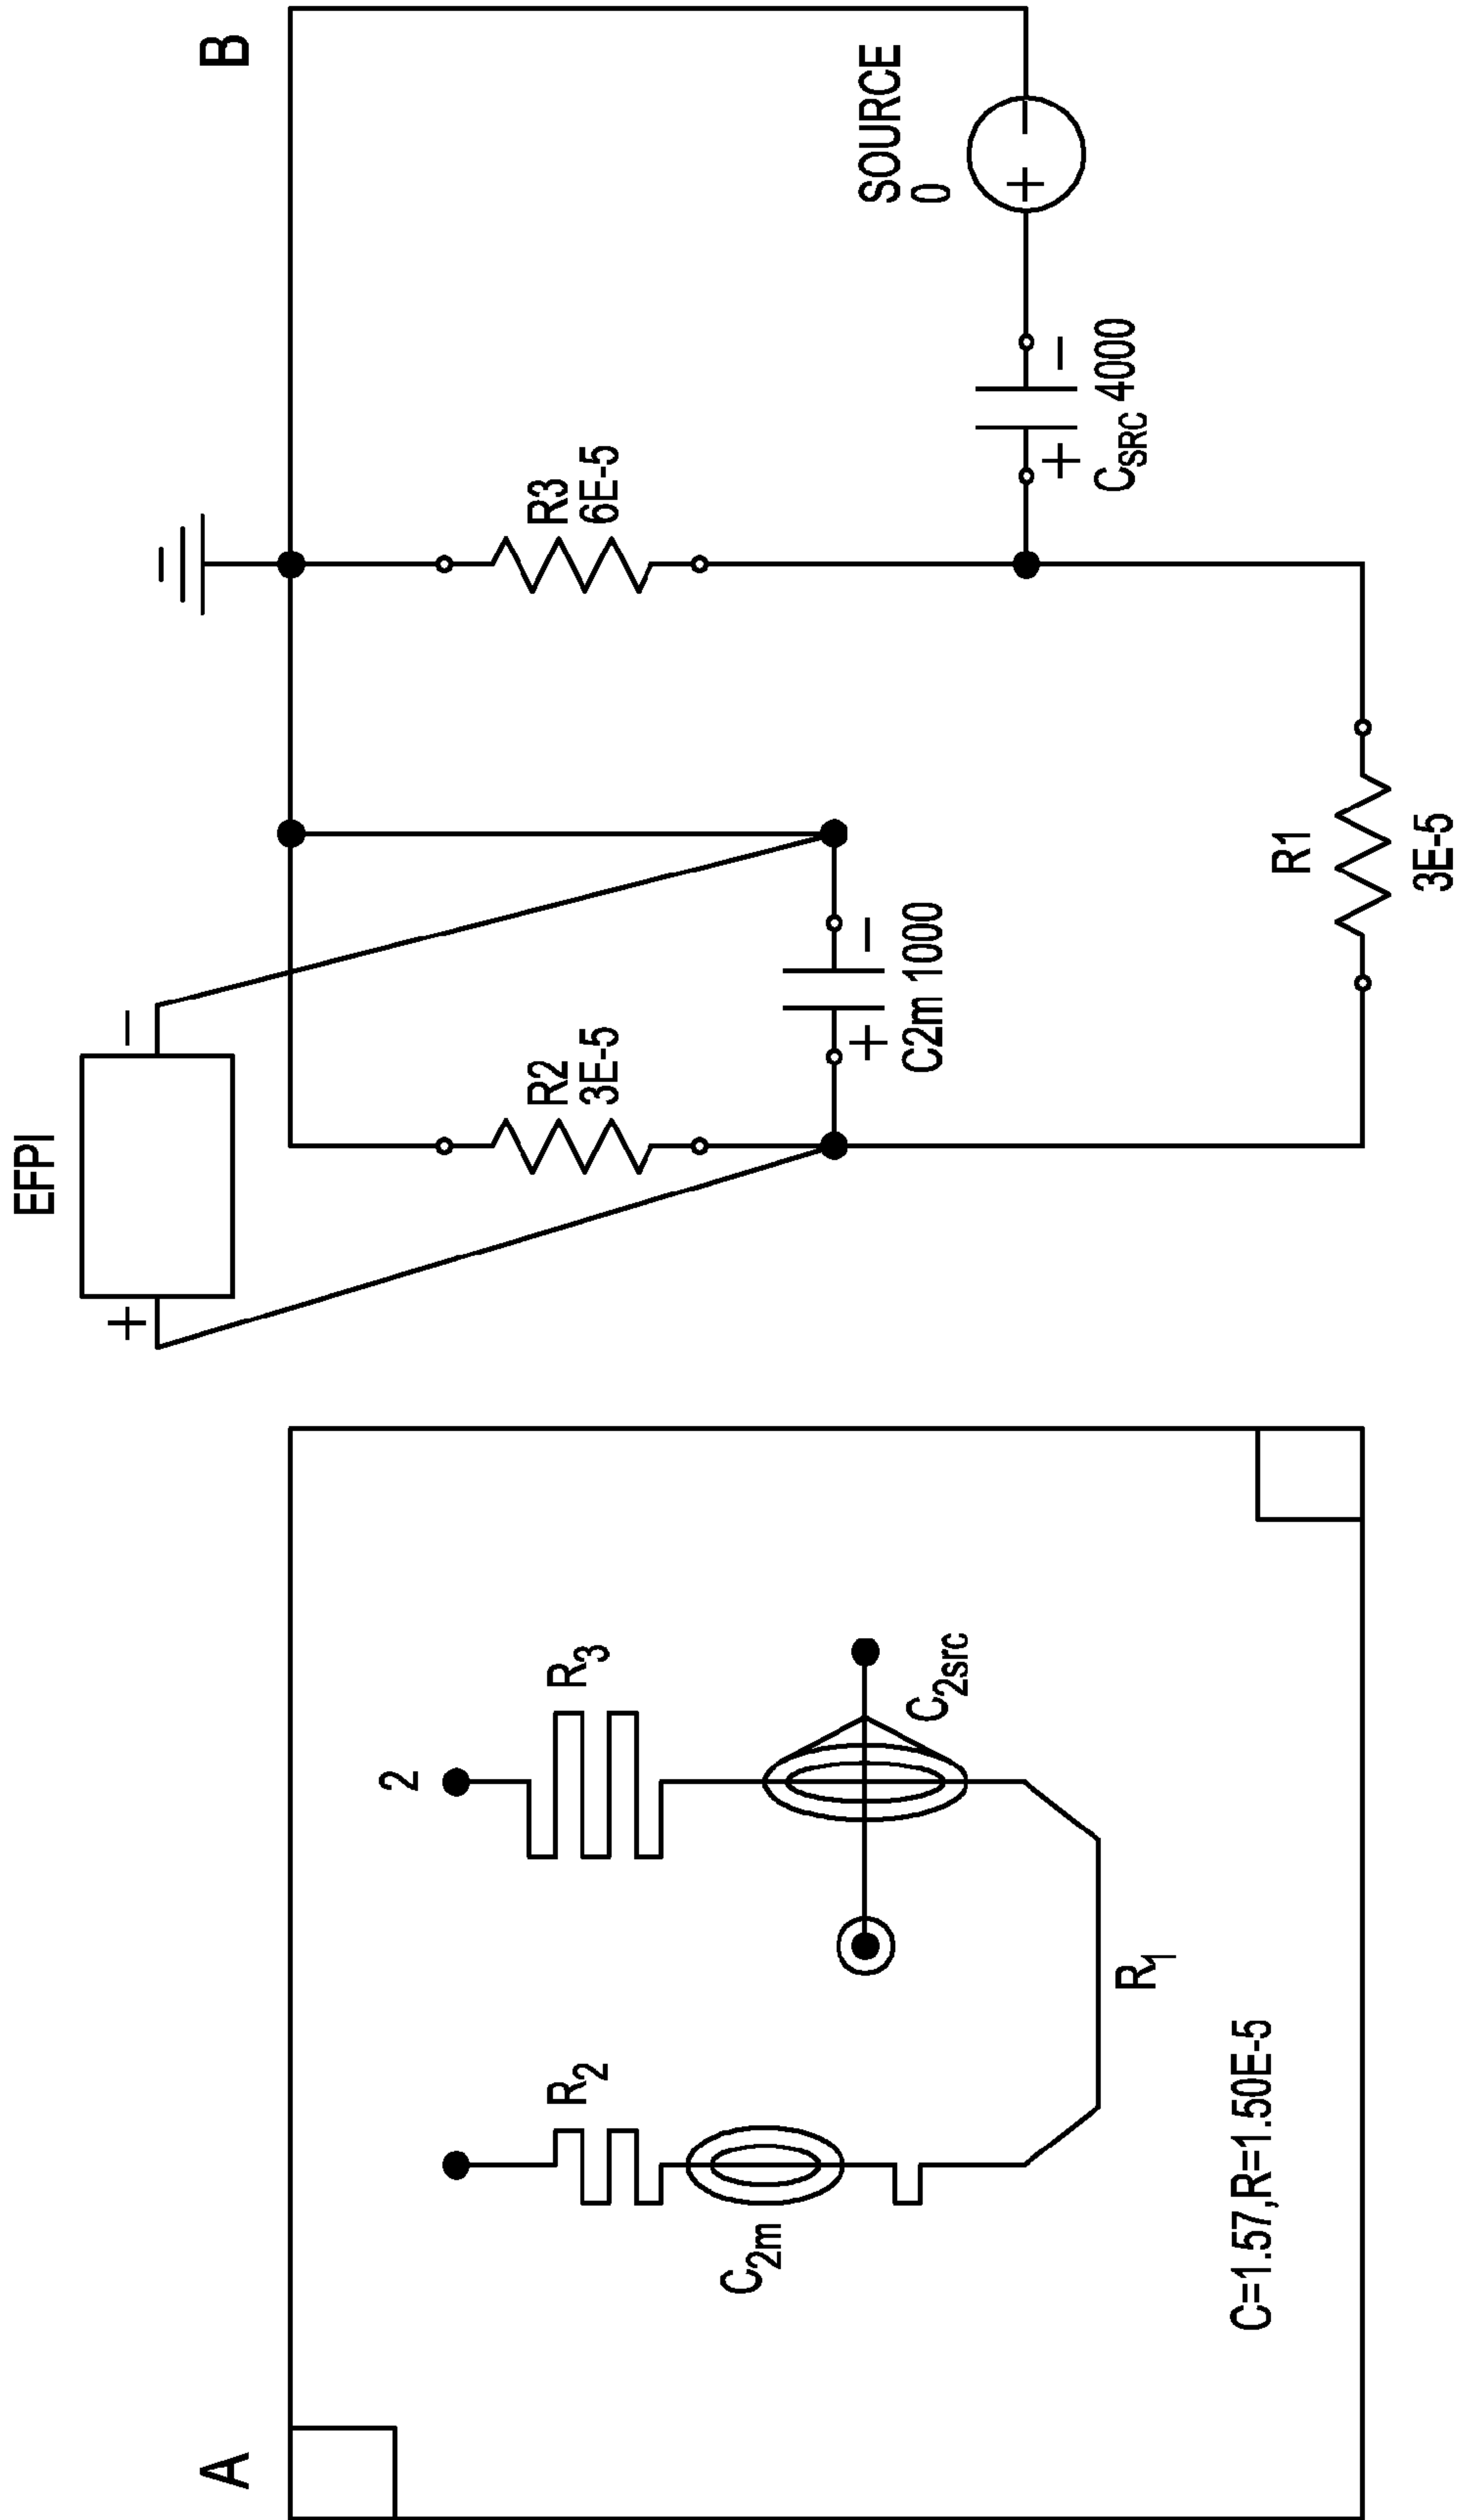 A
2
R2
R3
C2m
C2src
R1
C=1.57,R=1.50E-5
B
EFPI
+
−
R2
3E-5
R3
6E-5
SOURCE
0
+
−
C2m 1000
+
−
CSRC 4000
+
−
R1
3E-5